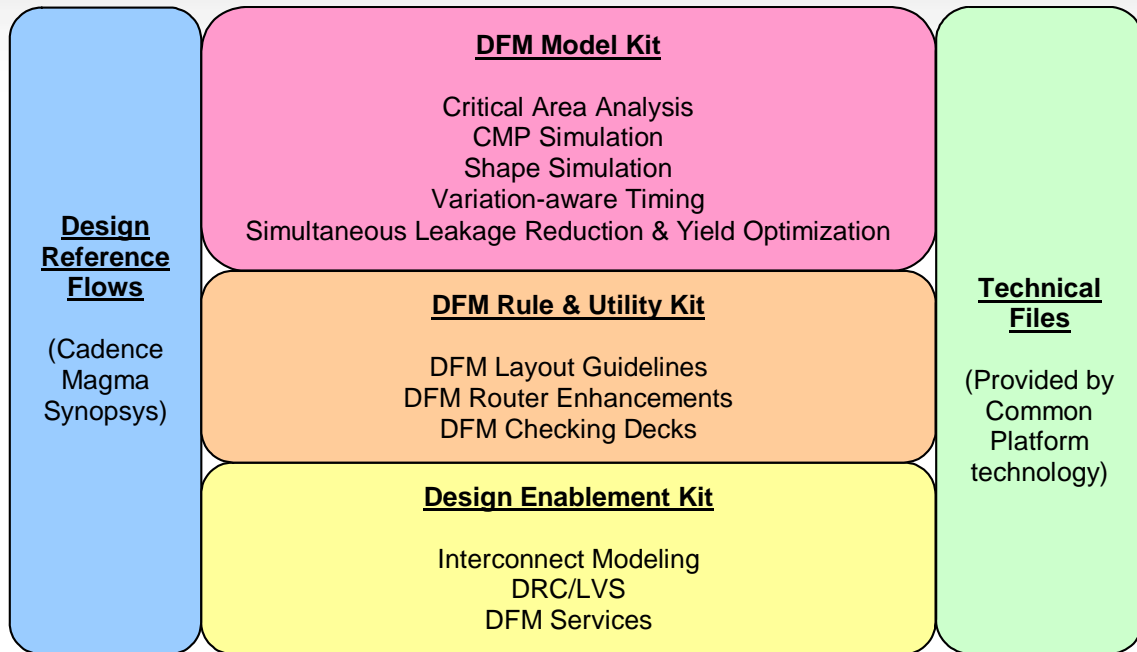 Design
Reference
Flows
(Cadence
Magma
Synopsys)
DFM Model Kit
Critical Area Analysis
CMP Simulation
Shape Simulation
Variation-aware Timing
Simultaneous Leakage Reduction & Yield Optimization
DFM Rule & Utility Kit
DFM Layout Guidelines
DFM Router Enhancements
DFM Checking Decks
Design Enablement Kit
Interconnect Modeling
DRC/LVS
DFM Services
Technical
Files
(Provided by
Common
Platform
technology)